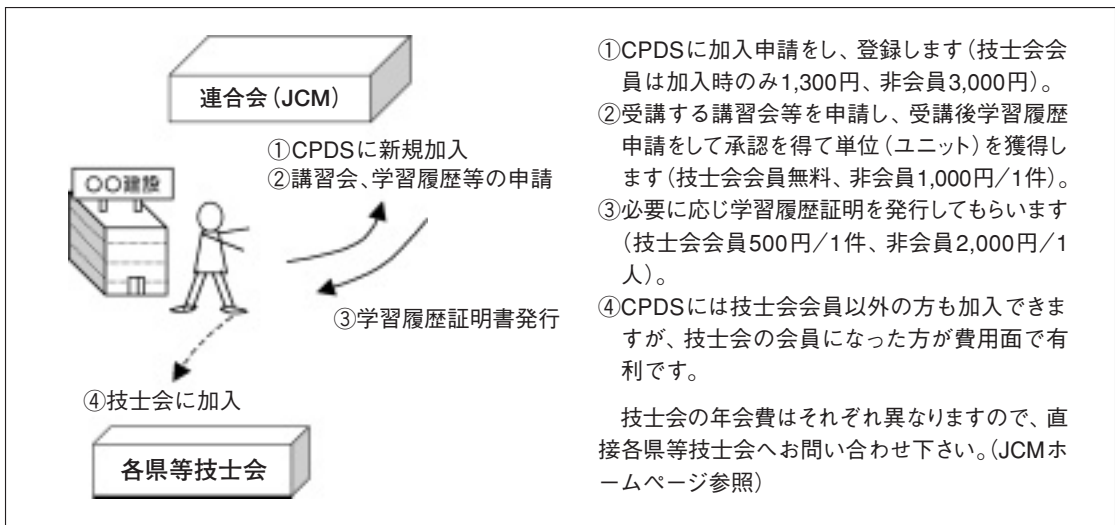 連合会(JCM)
①CPDSに新規加入
②講習会、学習履歴等の申請
〇〇建設
③学習履歴証明書発行
④技士会に加入
各県等技士会
①CPDSに加入申請をし、登録します(技士会会
員は加入時のみ1,300円、非会員3,000円)。
②受講する講習会等を申請し、受講後学習履歴
申請をして承認を得て単位(ユニット)を獲得し
ます(技士会会員無料、非会員1,000円/1件)。
③必要に応じ学習履歴証明を発行してもらいます
(技士会会員500円/1件、非会員2,000円/1
人)。
④CPDSには技士会会員以外の方も加入できま
すが、技士会の会員になった方が費用面で有
利です。
技士会の年会費はそれぞれ異なりますので、直
接各県等技士会へお問い合わせ下さい。(JCMホ
ームページ参照)